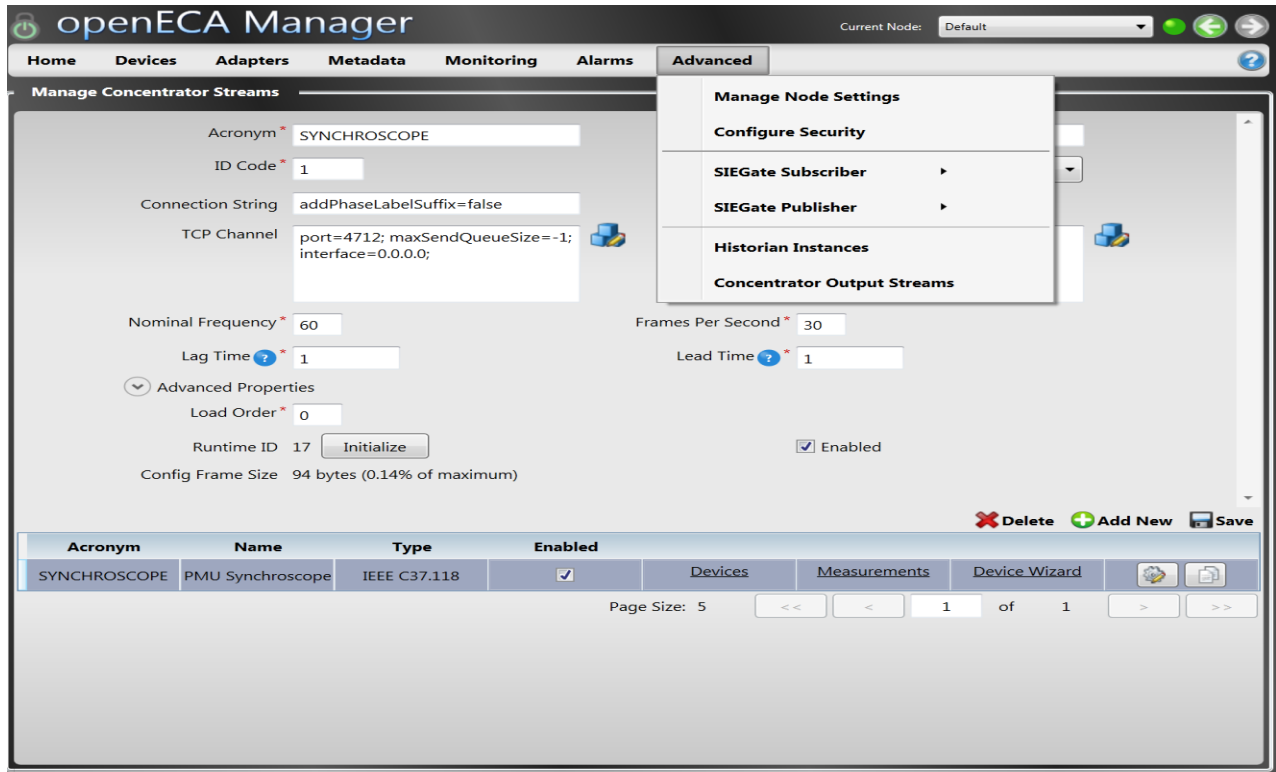 openECA Manager
Current Node: Default
Home Devices Adapters Metadata Monitoring Alarms Advanced
Manage Concentrator Streams
Manage Node Settings
Configure Security
SIEGate Subscriber
SIEGate Publisher
Historian Instances
Concentrator Output Streams
Acronym* SYNCHROSCOPE
ID Code* 1
Connection String addPhaseLabelSuffix=false
TCP Channel port=4712; maxSendQueueSize=-1;
interface=0.0.0.0;
Nominal Frequency* 60 Frames Per Second* 30
Lag Time ? * 1 Lead Time ? * 1
Advanced Properties
Load Order* 0
Runtime ID 17 Initialize Enabled
Config Frame Size 94 bytes (0.14% of maximum)
Delete Add New Save
Acronym Name Type Enabled
SYNCHROSCOPE PMU Synchroscope IEEE C37.118 Devices Measurements Device Wizard
Page Size: 5 << < 1 of 1 > >>